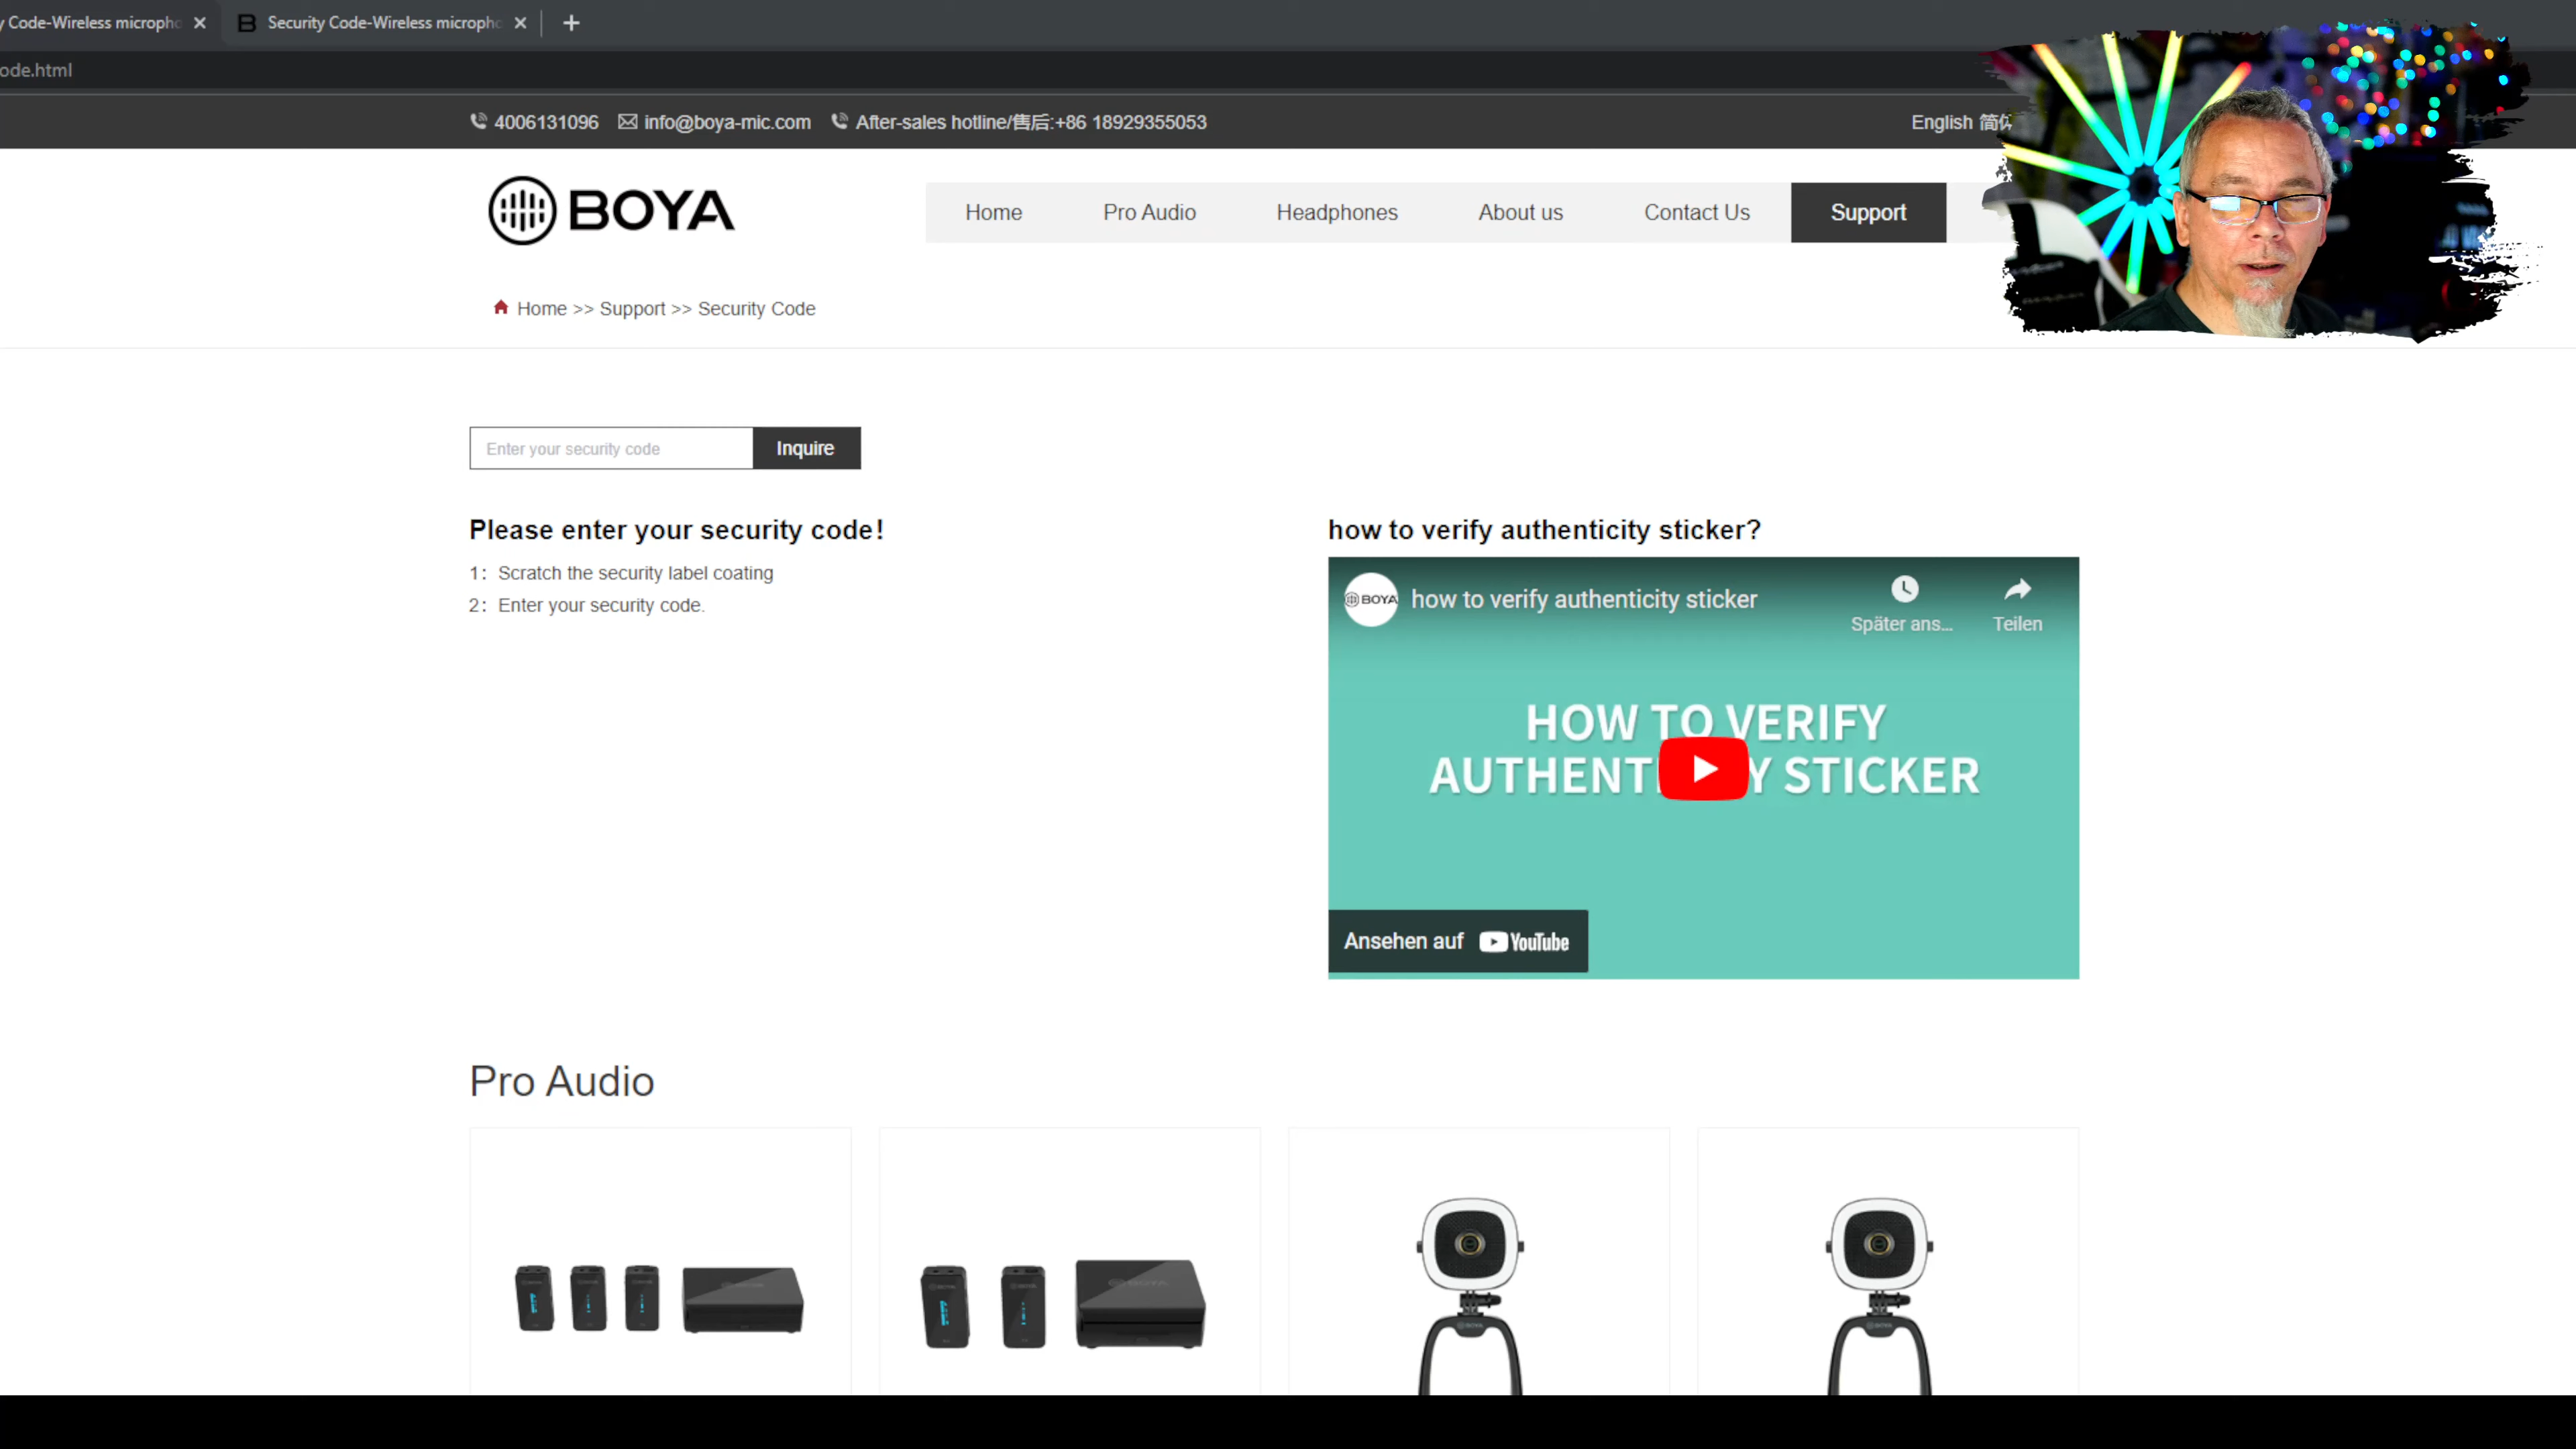 y Code-Wireless micropho
Security Code-Wireless micropho
ode.html
4006131096 info@boya-mic.com After-sales hotline/售后:+86 18929355053
English 简
BOYA
Home Pro Audio Headphones About us Contact Us Support
Home >> Support >> Security Code
Enter your security code Inquire
Please enter your security code!
1: Scratch the security label coating
2: Enter your security code.
how to verify authenticity sticker?
BOYA how to verify authenticity sticker
Später ans... Teilen
HOW TO VERIFY
AUTHENTI Y STICKER
Ansehen auf YouTube
Pro Audio
BOYA